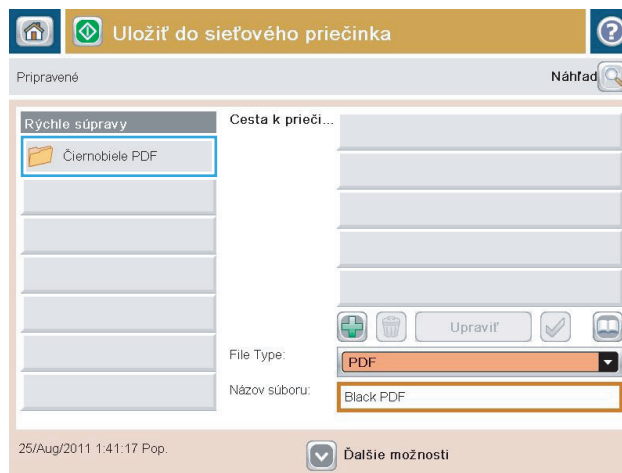 Uložiť do sieťového priečinka
Pripravené
Náhľad
Rýchle súpravy
Čiernobiele PDF
Cesta k prieči...
Upraviť
File Type:
PDF
Názov súboru:
Black PDF
25/Aug/2011 1:41:17 Pop.
Ďalšie možnosti